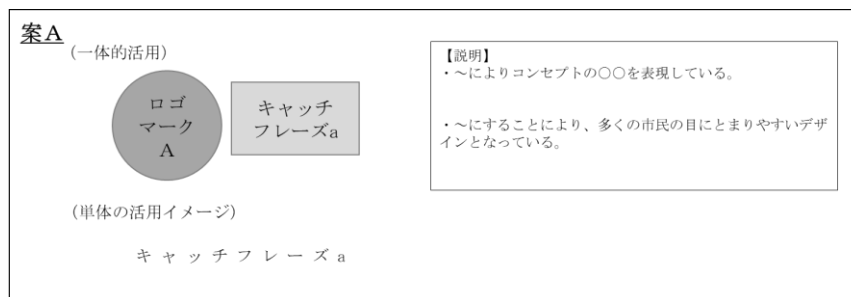 案A
(一体的活用)
ロゴ
マーク
A
キャッチ
フレーズa
(単体の活用イメージ)
キャッチフレーズa
【説明】
・～によりコンセプトの○○を表現している。
・～にすることにより、多くの市民の目にとまりやすいデザ
インとなっている。